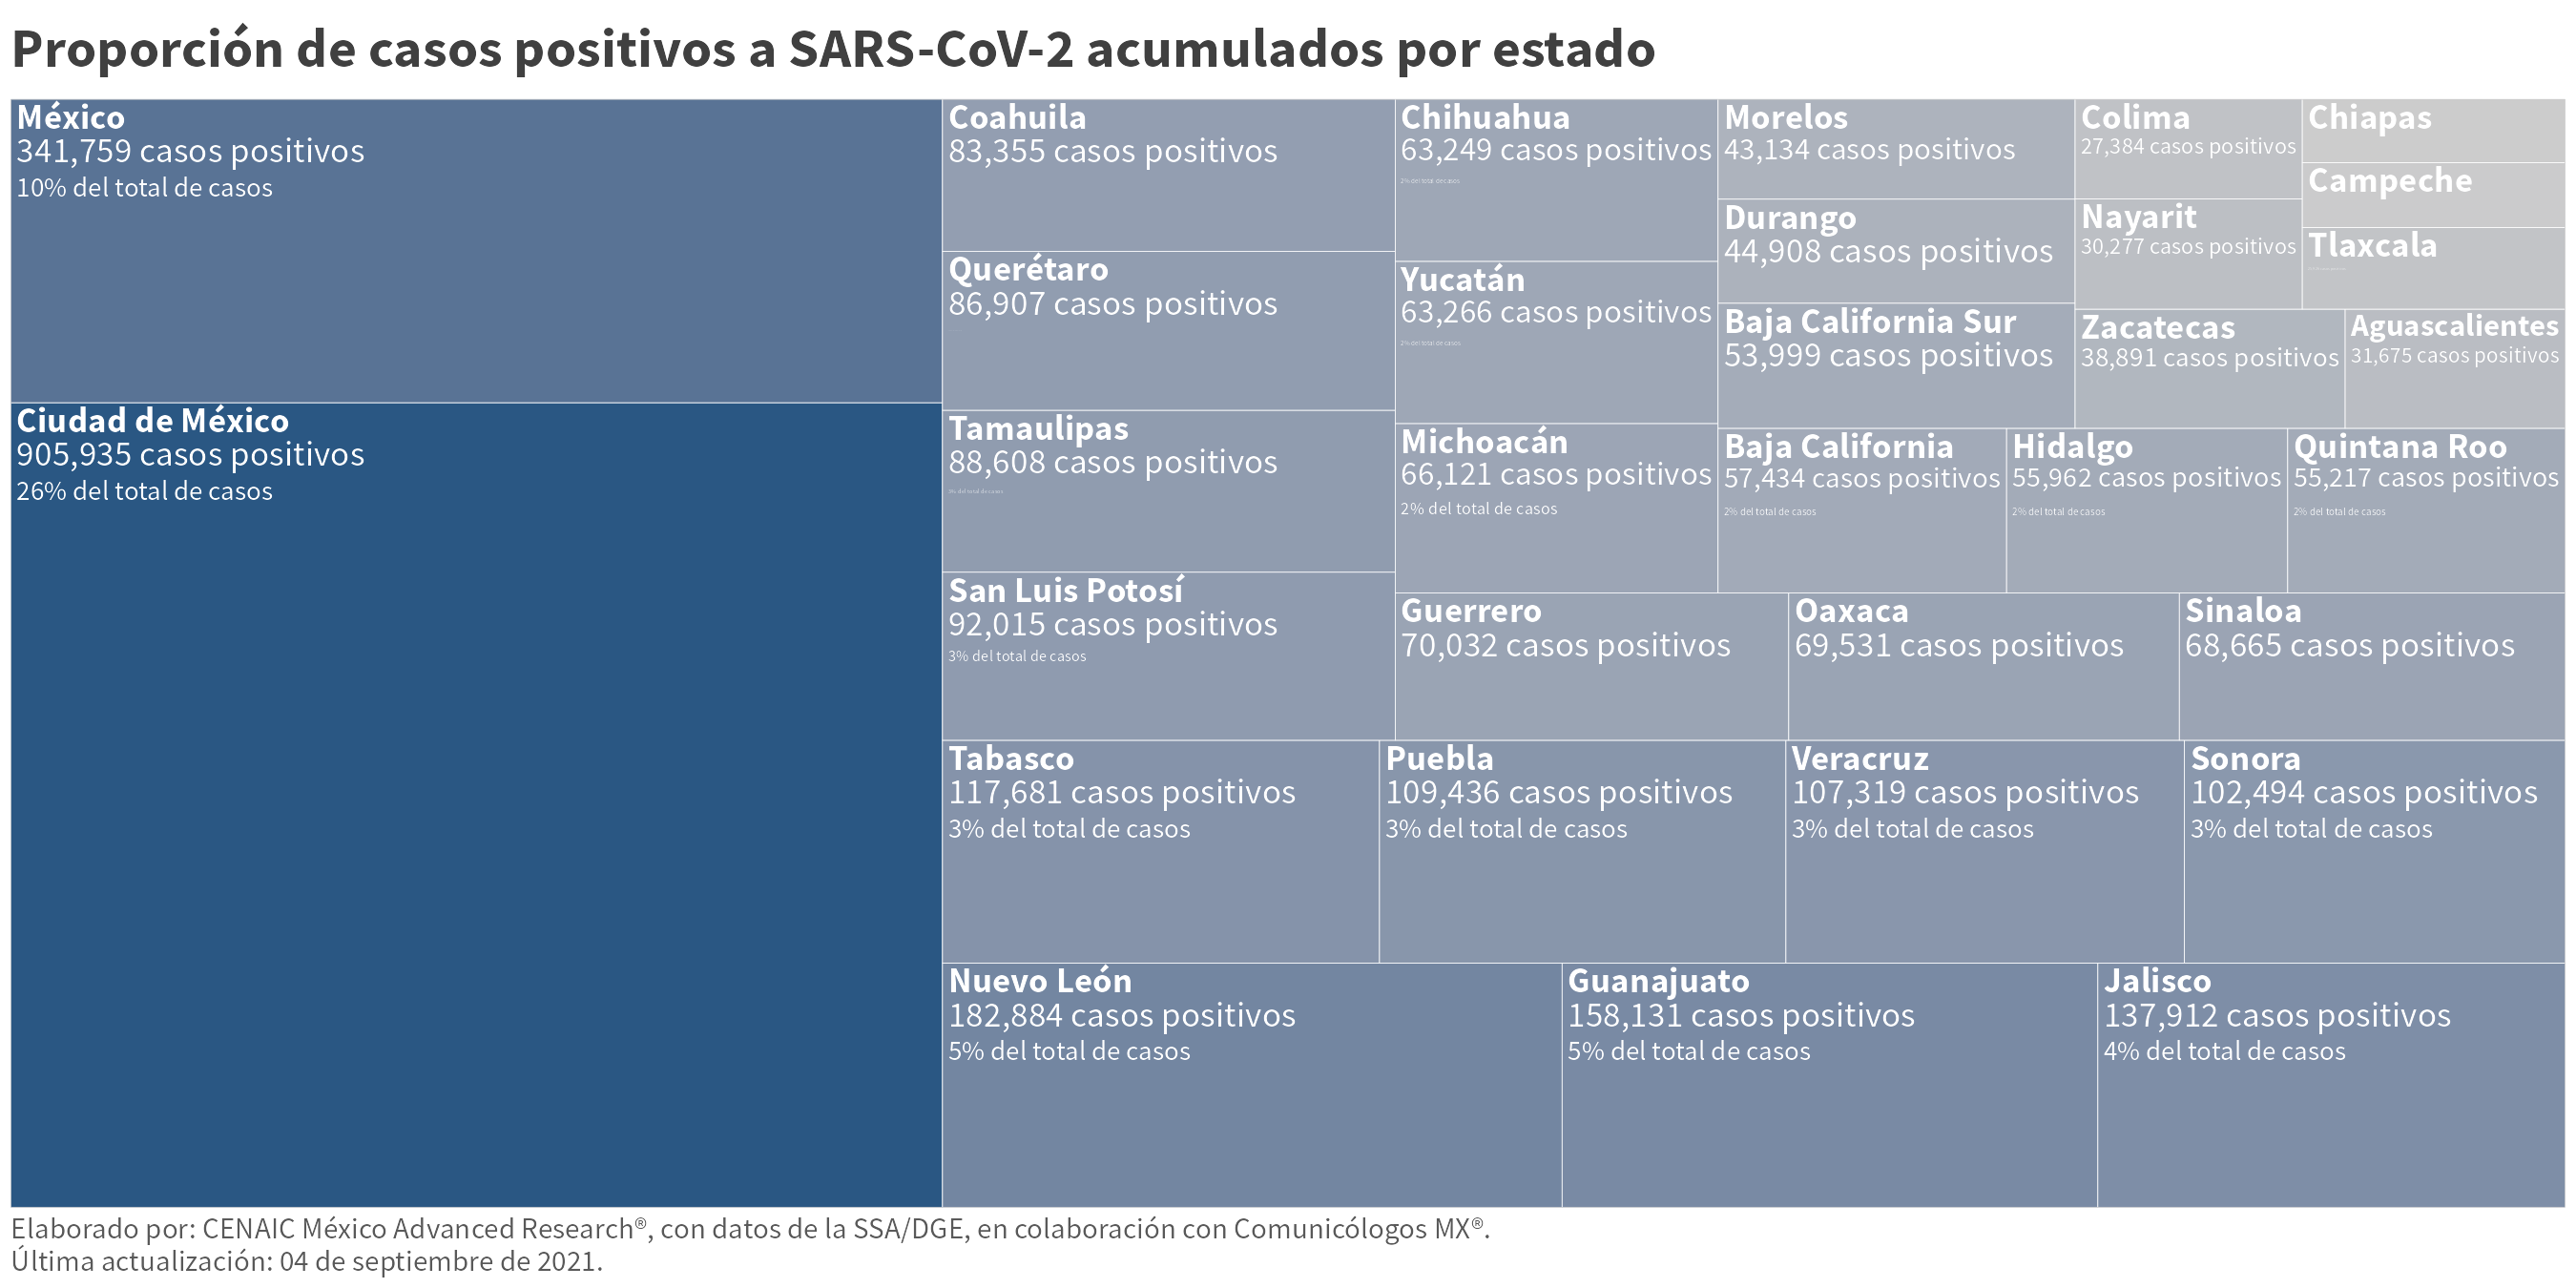 Proporción de casos positivos a SARS-CoV-2 acumulados por estado
México
341,759 casos positivos
10% del total de casos
Ciudad de México
905,935 casos positivos
26% del total de casos
Coahuila
83,355 casos positivos
Querétaro
86,907 casos positivos
Tamaulipas
88,608 casos positivos
3% del total de casos
San Luis Potosí
92,015 casos positivos
3% del total de casos
Chihuahua
63,249 casos positivos
2% del total de casos
Yucatán
63,266 casos positivos
2% del total de casos
Michoacán
66,121 casos positivos
2% del total de casos
Morelos
43,134 casos positivos
Durango
44,908 casos positivos
Baja California Sur
53,999 casos positivos
Colima
27,384 casos positivos
Nayarit
30,277 casos positivos
Chiapas
Campeche
Tlaxcala
Zacatecas
38,891 casos positivos
Aguascalientes
31,675 casos positivos
Baja California
57,434 casos positivos
2% del total de casos
Hidalgo
55,962 casos positivos
2% del total de casos
Quintana Roo
55,217 casos positivos
2% del total de casos
Guerrero
70,032 casos positivos
Oaxaca
69,531 casos positivos
Sinaloa
68,665 casos positivos
Tabasco
117,681 casos positivos
3% del total de casos
Puebla
109,436 casos positivos
3% del total de casos
Veracruz
107,319 casos positivos
3% del total de casos
Sonora
102,494 casos positivos
3% del total de casos
Nuevo León
182,884 casos positivos
5% del total de casos
Guanajuato
158,131 casos positivos
5% del total de casos
Jalisco
137,912 casos positivos
4% del total de casos
Elaborado por: CENAIC México Advanced Research®, con datos de la SSA/DGE, en colaboración con Comunicólogos MX®.
Última actualización: 04 de septiembre de 2021.